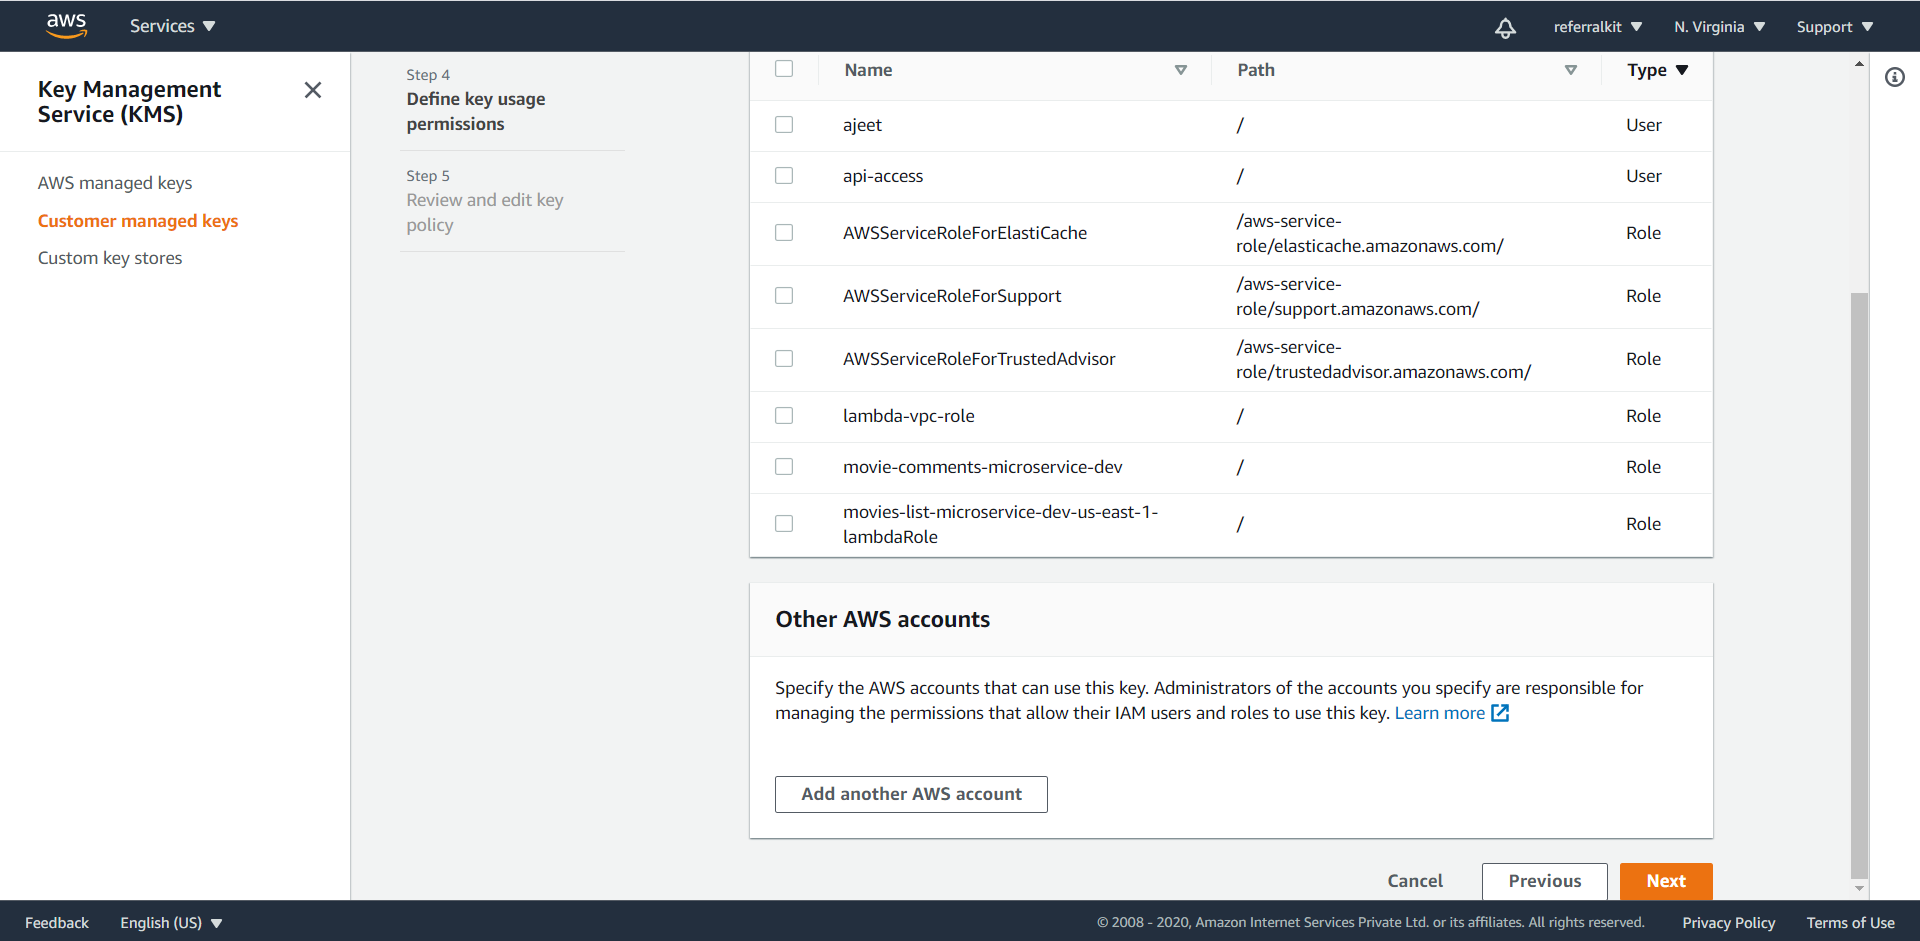 aws
Services
referralkit
N. Virginia
Support
Key Management
Service (KMS)
AWS managed keys
Customer managed keys
Custom key stores
Step 4
Define key usage
permissions
Step 5
Review and edit key
policy
Name Path Type
ajeet / User
api-access / User
AWSServiceRoleForElastiCache /aws-service-
role/elasticache.amazonaws.com/ Role
AWSServiceRoleForSupport /aws-service-
role/support.amazonaws.com/ Role
AWSServiceRoleForTrustedAdvisor /aws-service-
role/trustedadvisor.amazonaws.com/ Role
lambda-vpc-role / Role
movie-comments-microservice-dev / Role
movies-list-microservice-dev-us-east-1-
lambdaRole / Role
Other AWS accounts
Specify the AWS accounts that can use this key. Administrators of the accounts you specify are responsible for
managing the permissions that allow their IAM users and roles to use this key. Learn more
Add another AWS account
Cancel
Previous
Next
Feedback
English (US)
© 2008 - 2020, Amazon Internet Services Private Ltd. or its affiliates. All rights reserved.
Privacy Policy
Terms of Use